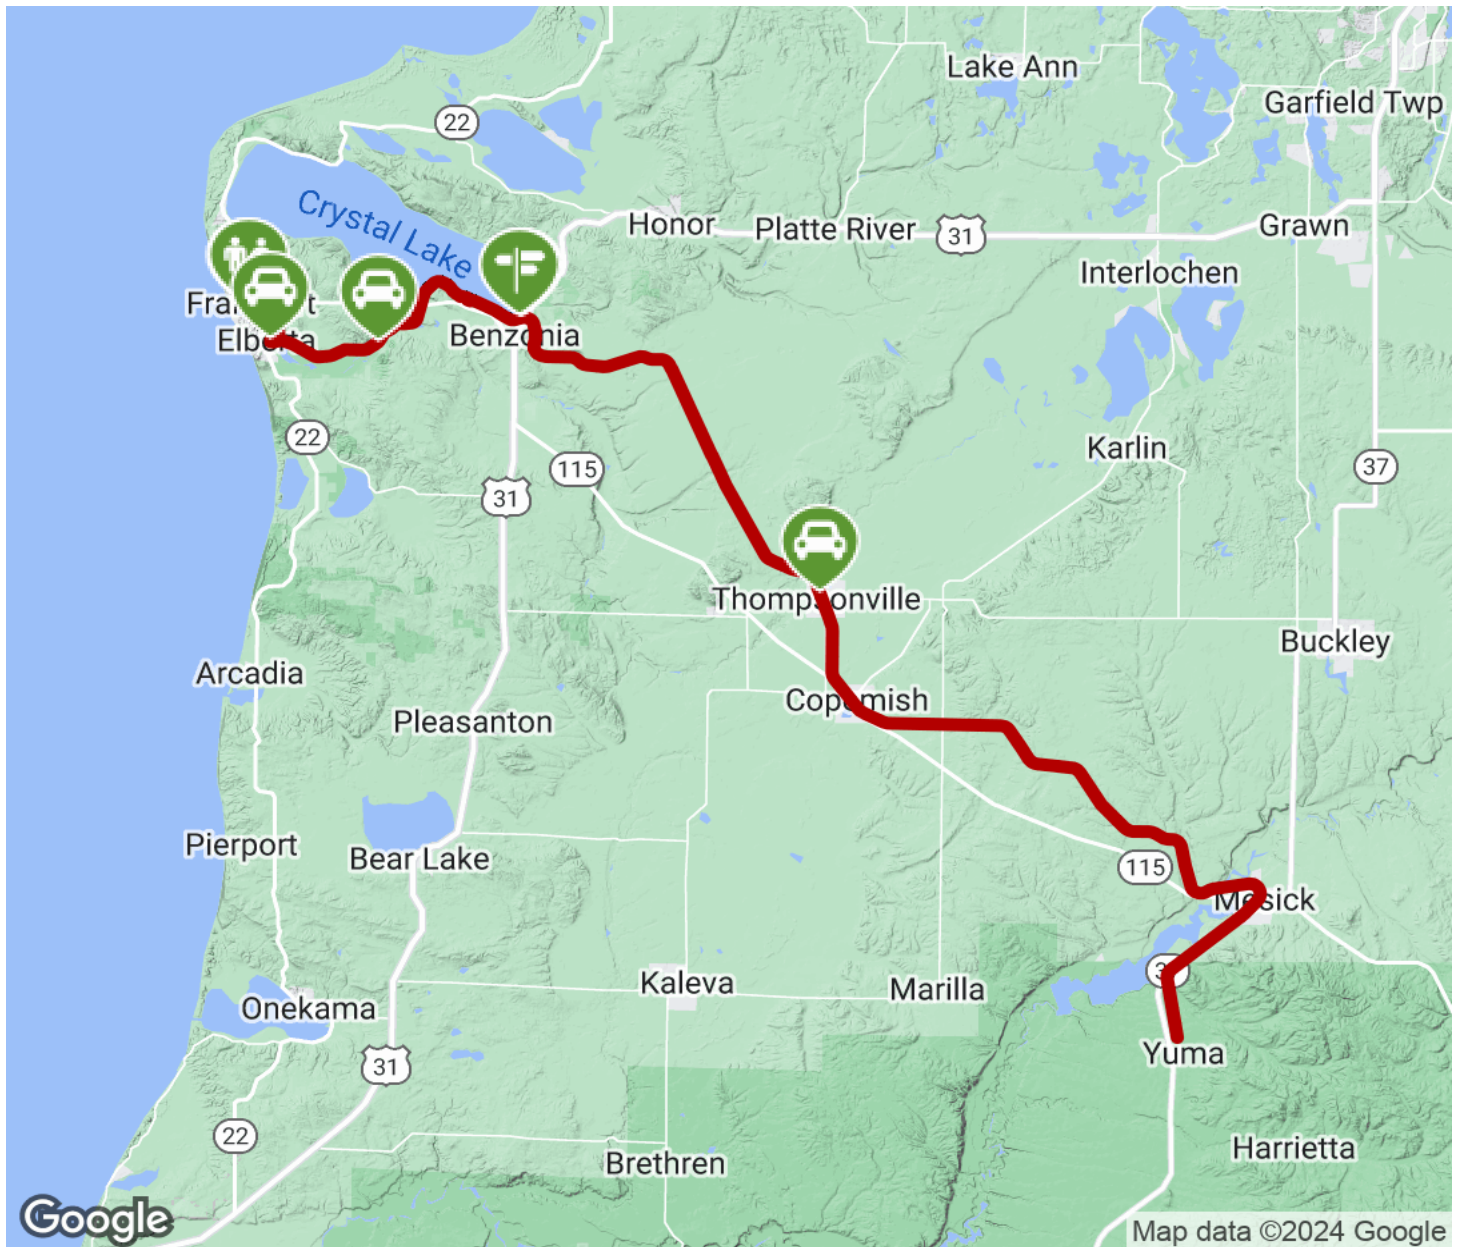 Lake Ann
Garfield Twp
22
Crystal Lake
Honor
Platte River
31
Grawn
Interlochen
Elberta
Benzonia
22
115
31
Karlin
37
Thompsonville
Buckley
Arcadia
Copemish
Pleasanton
Pierport
Bear Lake
115
Mesick
Kaleva
Marilla
Onekama
31
Yuma
22
Brethren
Harrietta
Google
Map data ©2024 Google